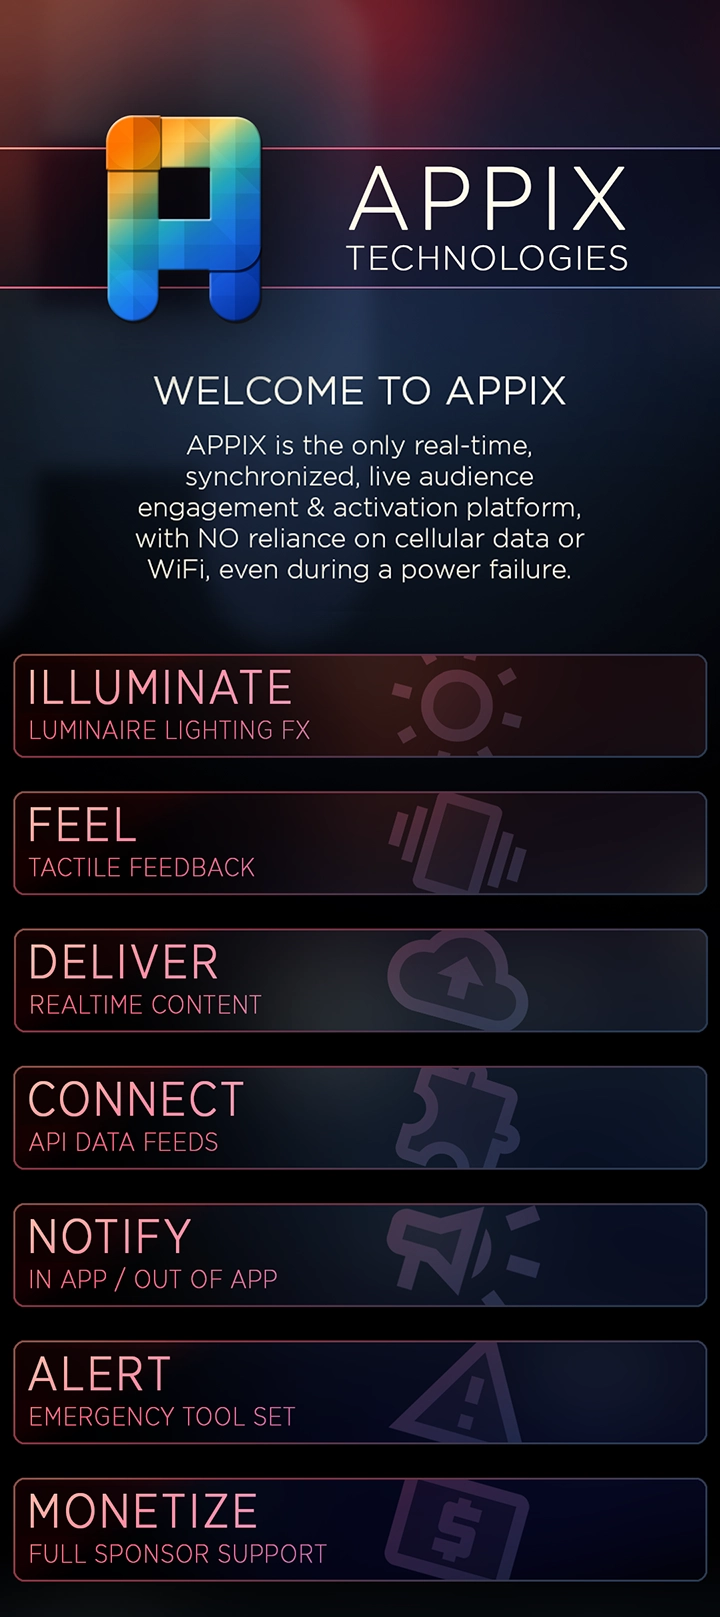 APPIX
TECHNOLOGIES
WELCOME TO APPIX
APPIX is the only real-time,
synchronized, live audience
engagement & activation platform,
with NO reliance on cellular data or
WiFi, even during a power failure.
ILLUMINATE
LUMINAIRE LIGHTING FX
FEEL
TACTILE FEEDBACK
DELIVER
REALTIME CONTENT
CONNECT
API DATA FEEDS
NOTIFY
IN APP / OUT OF APP
ALERT
EMERGENCY TOOL SET
MONETIZE
FULL SPONSOR SUPPORT